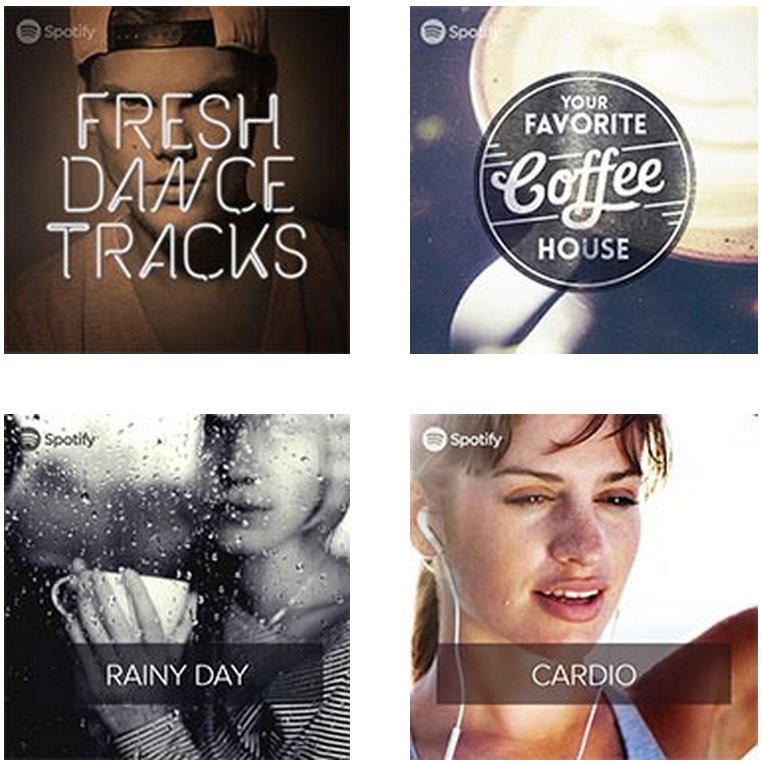 Spotify
FRESH
DANCE
TRACKS
Spotify
YOUR
FAVORITE
Coffee
HOUSE
Spotify
RAINY DAY
Spotify
CARDIO